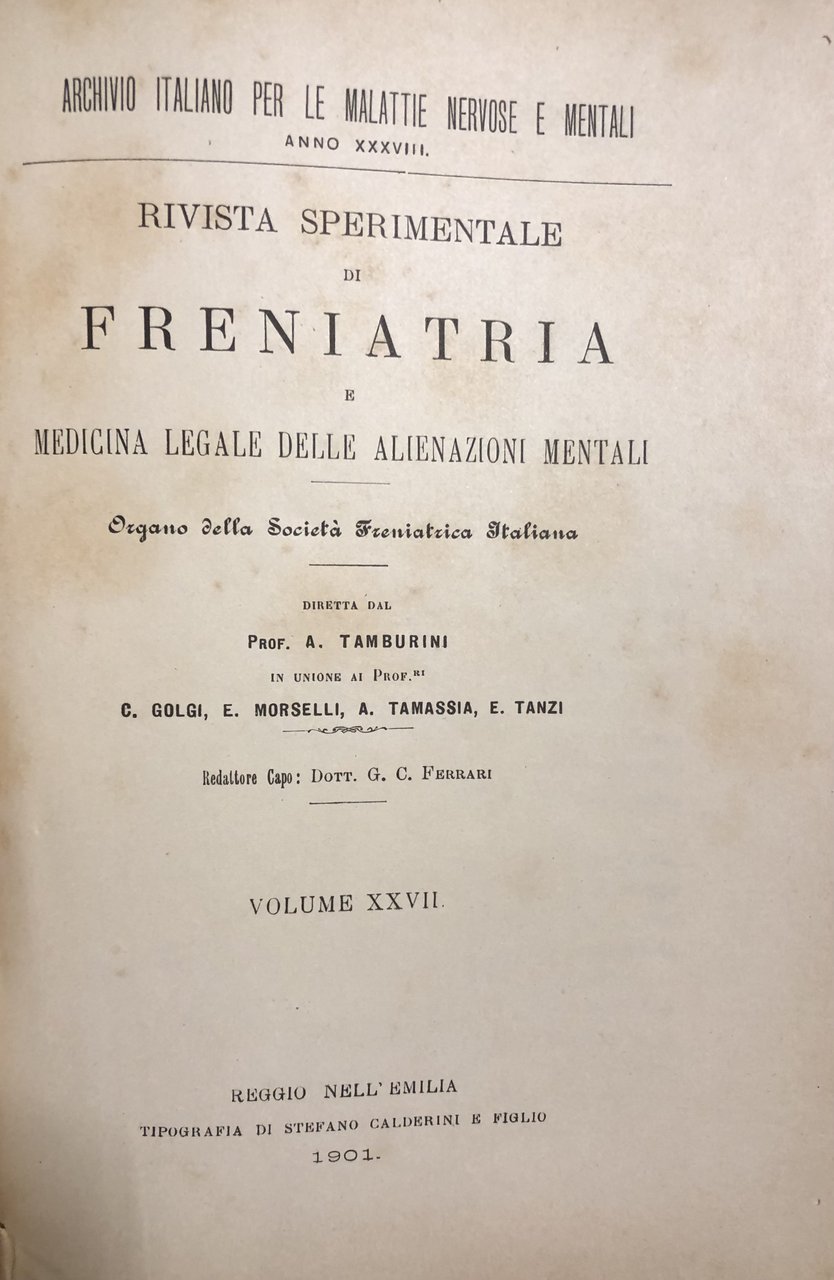 ARCHIVIO ITALIANO PER LE MALATTIE NERVOSE E MENTALI
ANNO XXXVIII.
RIVISTA SPERIMENTALE
DI
FRENIATRIA
E
MEDICINA LEGALE DELLE ALIENAZIONI MENTALI
Organo della Società Freniatrica Italiana
DIRETTA DAL
PROF. A. TAMBURINI
IN UNIONE AI PROF.RI
C. GOLGI, E. MORSELLI, A. TAMASSIA, E. TANZI
Redattore Capo: DOTT. G. C. FERRARI
VOLUME XXVII.
REGGIO NELL'EMILIA
TIPOGRAFIA DI STEFANO CALDERINI E FIGLIO
1901.